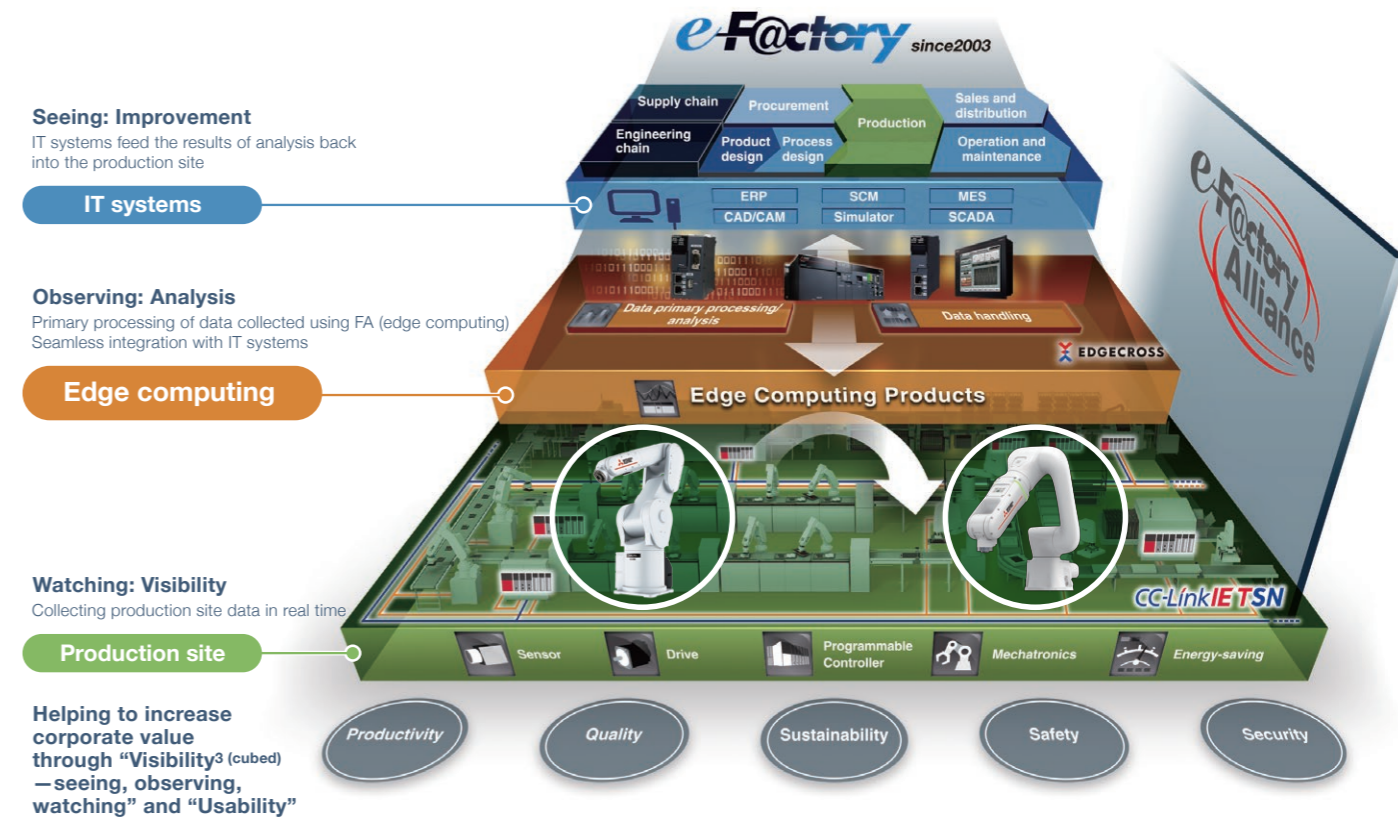 e-F@ctory since2003
Supply chain
Procurement
Production
Sales and
distribution
Engineering
chain
Product
design
Process
design
Operation and
maintenance
Seeing: Improvement
IT systems feed the results of analysis back
into the production site
IT systems
ERP
SCM
MES
CAD/CAM
Simulator
SCADA
e-F@ctory
Alliance
Observing: Analysis
Primary processing of data collected using FA (edge computing)
Seamless integration with IT systems
Edge computing
Data primary processing/
analysis
Data handling
EDGECROSS
Edge Computing Products
Watching: Visibility
Collecting production site data in real time
Production site
CC-Link IE TSN
Sensor
Drive
Programmable
Controller
Mechatronics
Energy-saving
Helping to increase
corporate value
through “Visibility³ (cubed)
—seeing, observing,
watching” and “Usability”
Productivity
Quality
Sustainability
Safety
Security